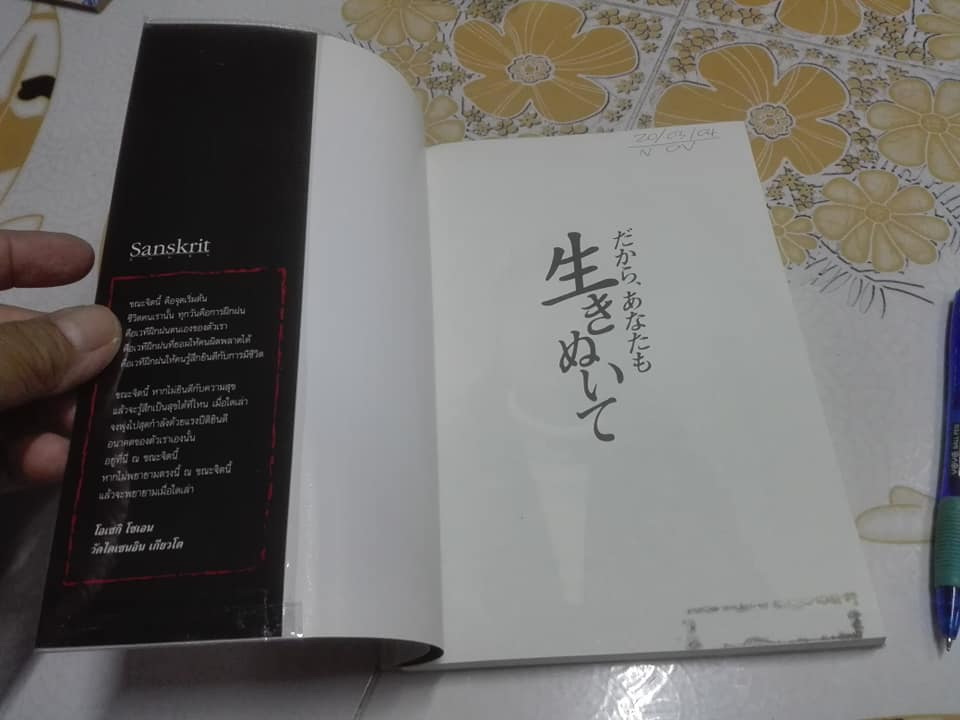 Sanskrit
ขณะจิตนี้ คือจุดเริ่มต้น
ชีวิตคนเรานั้น ทุกวันคือการฝึกฝน
คือเวทีฝึกฝนตนเองของตัวเรา
คือเวทีฝึกฝนที่ยอมให้คนผิดพลาดได้
คือเวทีฝึกฝนให้คนรู้สึกยินดีกับการมีชีวิต
ขณะจิตนี้ หากไม่ยินดีกับความสุข
แล้วจะรู้สึกเป็นสุขได้ที่ไหน เมื่อใดเล่า
จงพุ่งไปสุดกำลังด้วยแรงปีติยินดี
อนาคตของตัวเราเองนั้น
อยู่ที่นี่ ณ ขณะจิตนี้
หากไม่พยายามตรงนี้ ณ ขณะจิตนี้
แล้วจะพยายามเมื่อใดเล่า
โอเซกิ โซเอน
วัดไดเซนอิน เกียวโต
だから、あなたも
生きぬいて
20/03/04